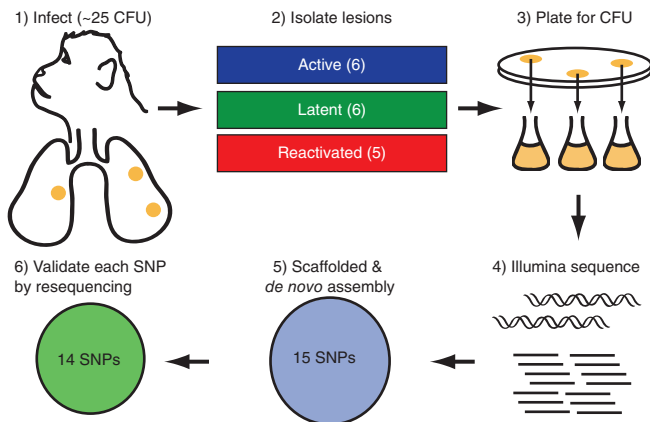 1) Infect (~25 CFU)
2) Isolate lesions
Active (6)
Latent (6)
Reactivated (5)
3) Plate for CFU
4) Illumina sequence
5) Scaffolded &
de novo assembly
15 SNPs
6) Validate each SNP
by resequencing
14 SNPs